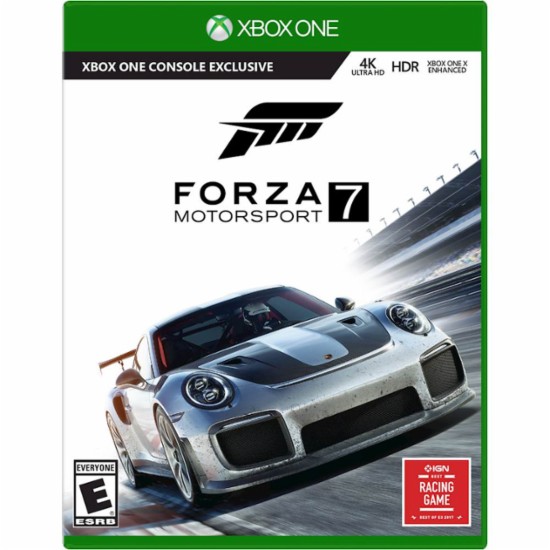 XBOX ONE
XBOX ONE CONSOLE EXCLUSIVE
4K
ULTRA HD
HDR
XBOX ONE X
ENHANCED
FORZA
MOTORSPORT 7
EVERYONE
E
ESRB
IGN
BEST
RACING
GAME
BEST OF E3 2017